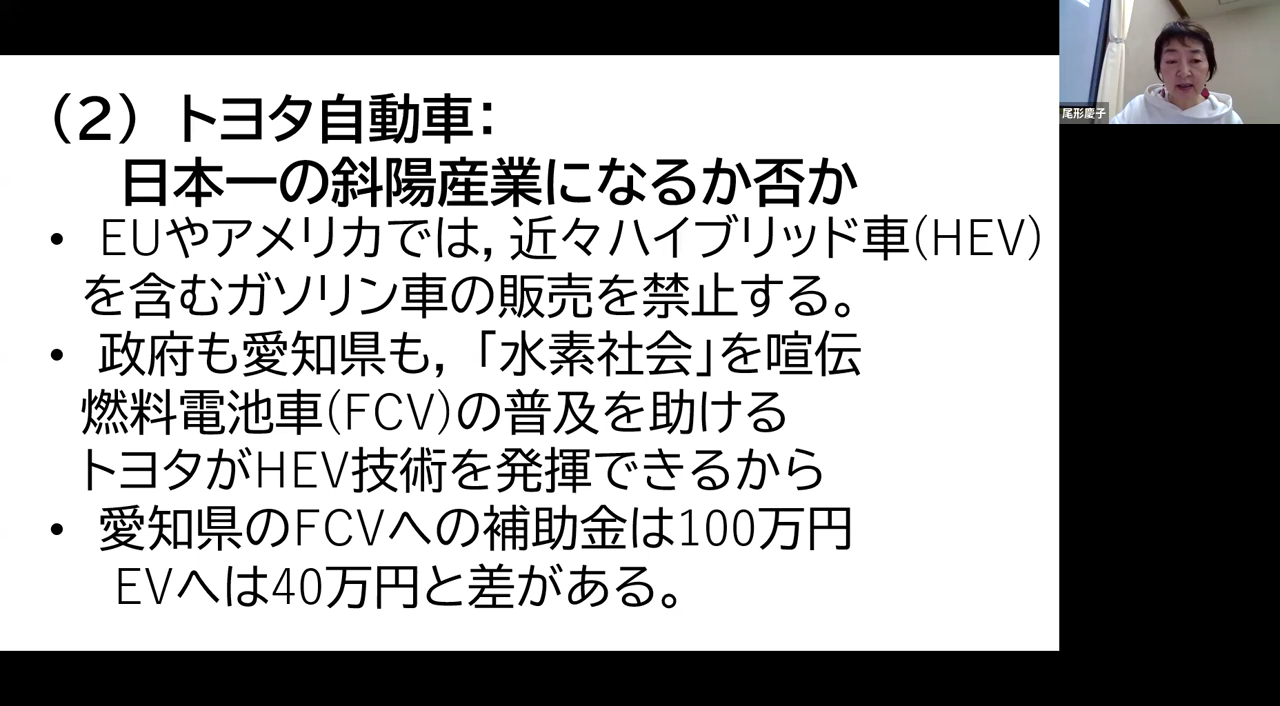 （2）トヨタ自動車：
日本一の斜陽産業になるか否か
• EUやアメリカでは，近々ハイブリッド車(HEV)
を含むガソリン車の販売を禁止する。
• 政府も愛知県も，「水素社会」を喧伝
燃料電池車(FCV)の普及を助ける
トヨタがHEV技術を発揮できるから
• 愛知県のFCVへの補助金は100万円
EVへは40万円と差がある。
尾形慶子